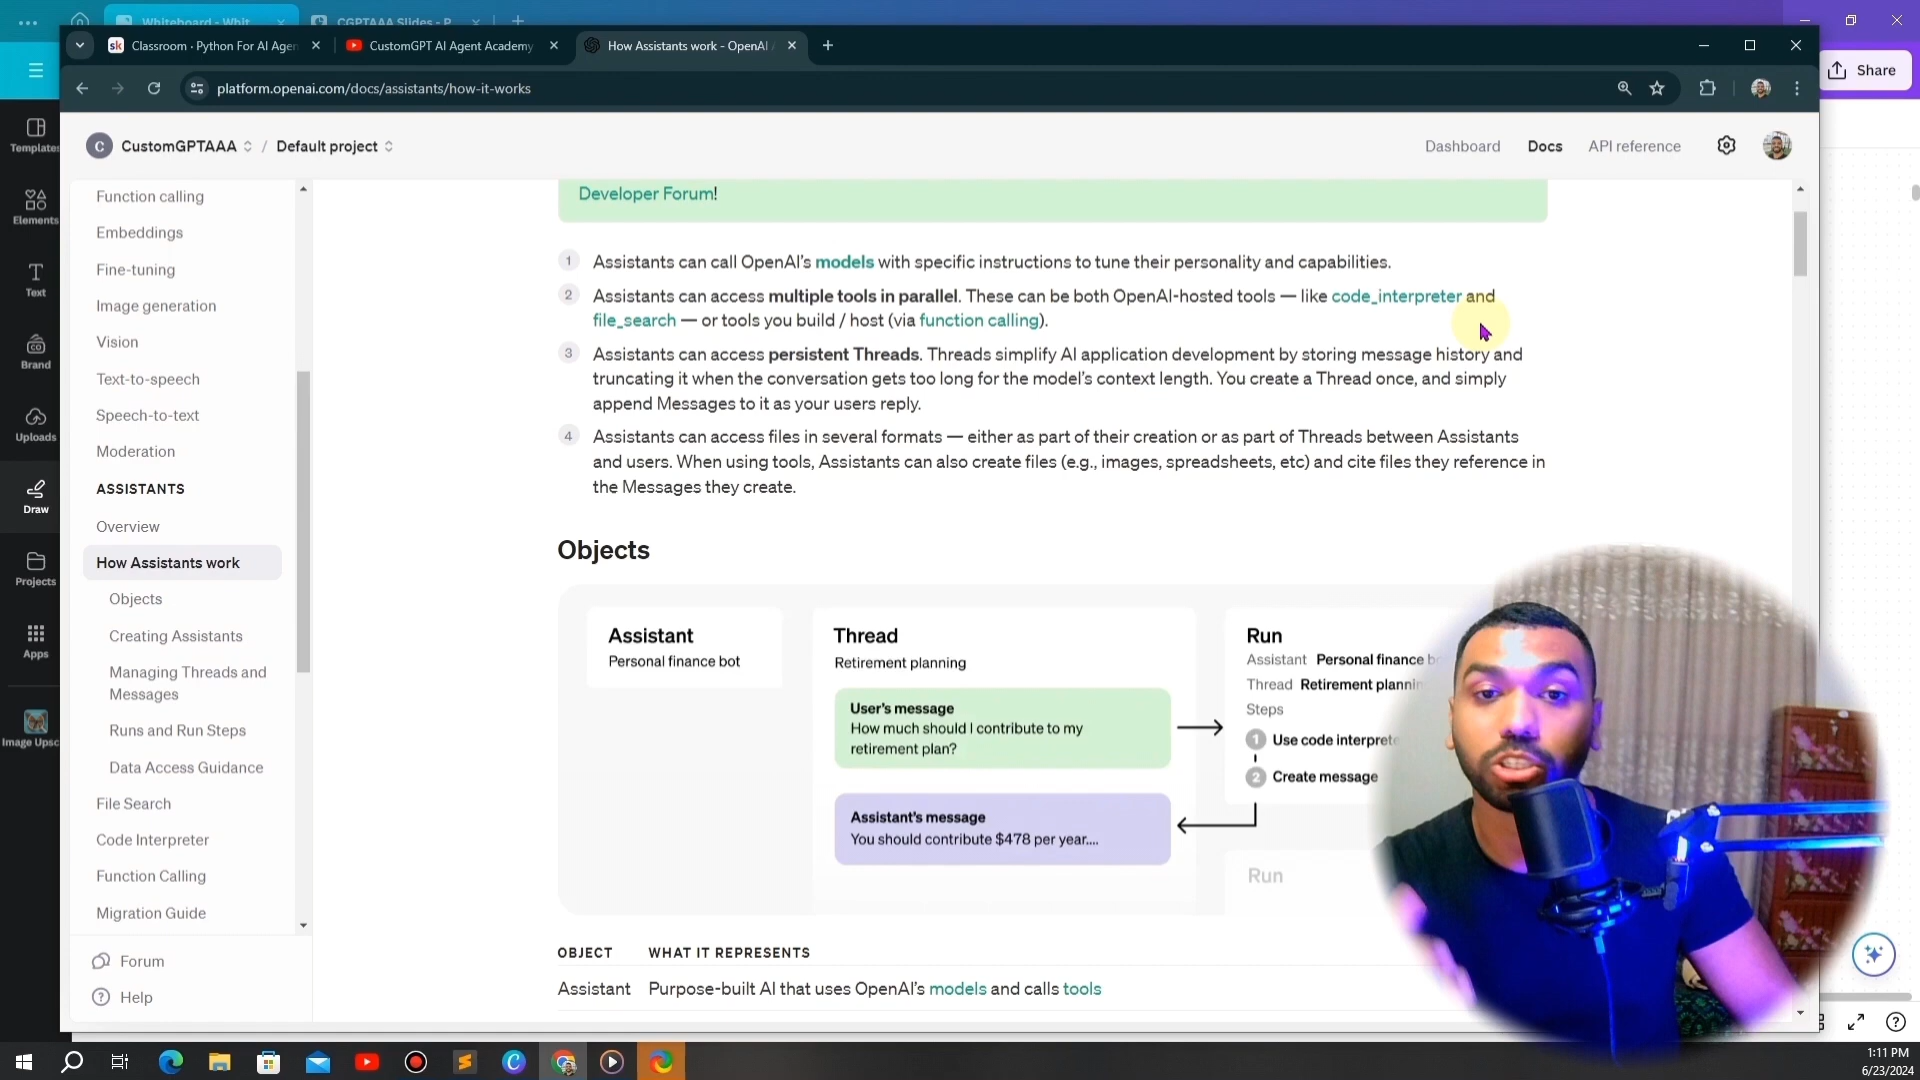 Whiteboard - Whit
CGPTAAA Slides - P
Classroom · Python For AI Agen
CustomGPT AI Agent Academy
How Assistants work - OpenAI
platform.openai.com/docs/assistants/how-it-works
Share
C CustomGPTAAA / Default project
Dashboard Docs API reference
Templates
Elements
Text
Brand
Uploads
Draw
Projects
Apps
Image Upsc
Function calling
Embeddings
Fine-tuning
Image generation
Vision
Text-to-speech
Speech-to-text
Moderation
ASSISTANTS
Overview
How Assistants work
Objects
Creating Assistants
Managing Threads and
Messages
Runs and Run Steps
Data Access Guidance
File Search
Code Interpreter
Function Calling
Migration Guide
Forum
Help
Developer Forum!
1 Assistants can call OpenAI's models with specific instructions to tune their personality and capabilities.
2 Assistants can access multiple tools in parallel. These can be both OpenAI-hosted tools — like code_interpreter and
file_search — or tools you build / host (via function calling).
3 Assistants can access persistent Threads. Threads simplify AI application development by storing message history and
truncating it when the conversation gets too long for the model's context length. You create a Thread once, and simply
append Messages to it as your users reply.
4 Assistants can access files in several formats — either as part of their creation or as part of Threads between Assistants
and users. When using tools, Assistants can also create files (e.g., images, spreadsheets, etc) and cite files they reference in
the Messages they create.
Objects
Assistant
Personal finance bot
Thread
Retirement planning
User's message
How much should I contribute to my
retirement plan?
Assistant's message
You should contribute $478 per year....
Run
Assistant Personal finance
Thread Retirement plannin
Steps
1 Use code interprete
2 Create message
Run
OBJECT WHAT IT REPRESENTS
Assistant Purpose-built AI that uses OpenAI's models and calls tools
1:11 PM
6/23/2024